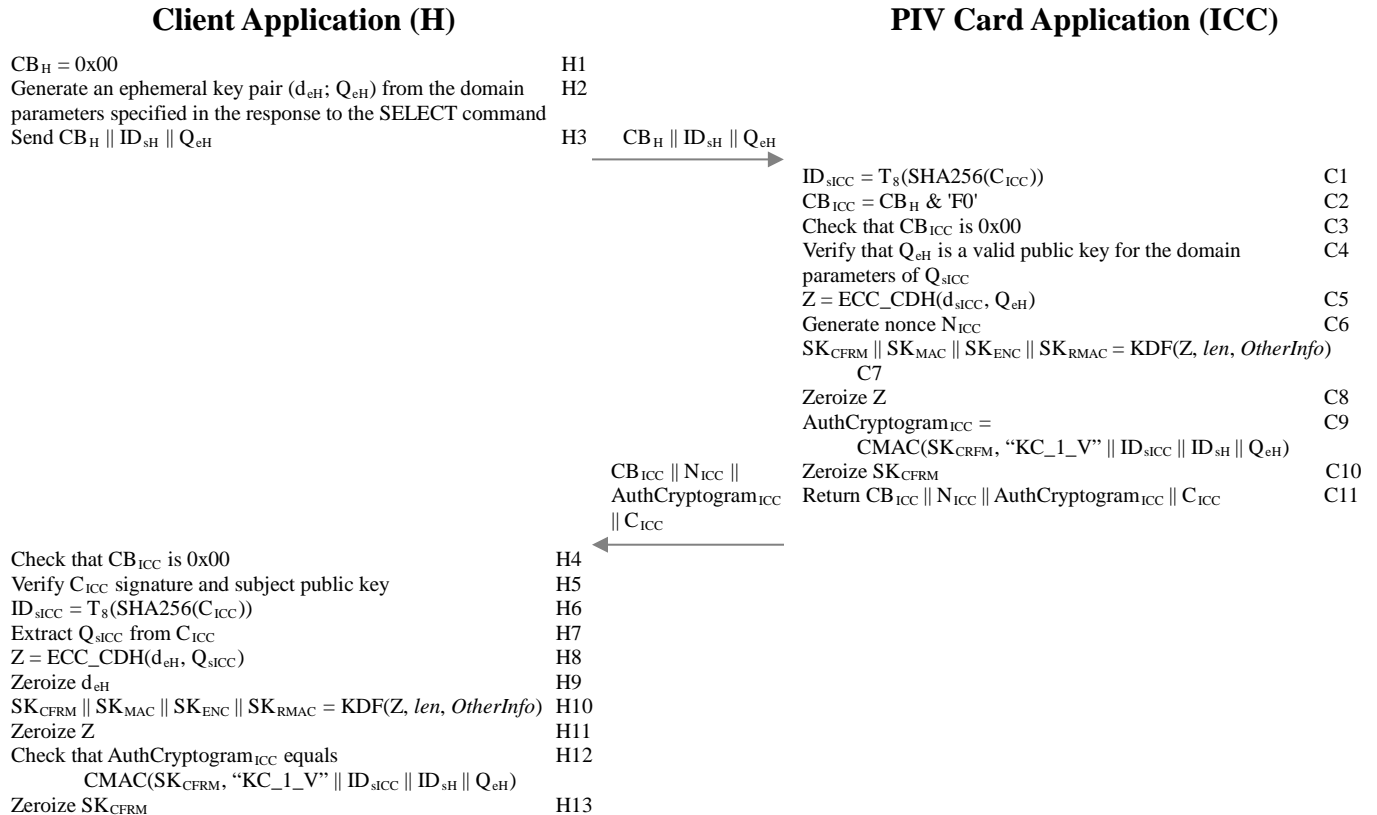 Client Application (H)
PIV Card Application (ICC)
CB_H = 0x00 H1
Generate an ephemeral key pair (d_eH; Q_eH) from the domain H2
parameters specified in the response to the SELECT command
Send CB_H || ID_sH || Q_eH H3
CB_H || ID_sH || Q_eH
ID_sICC = T_8(SHA256(C_ICC)) C1
CB_ICC = CB_H & 'F0' C2
Check that CB_ICC is 0x00 C3
Verify that Q_eH is a valid public key for the domain C4
parameters of Q_sICC
Z = ECC_CDH(d_sICC, Q_eH) C5
Generate nonce N_ICC C6
SK_CFRM || SK_MAC || SK_ENC || SK_RMAC = KDF(Z, len, OtherInfo)
C7
Zeroize Z C8
AuthCryptogram_ICC = C9
CMAC(SK_CRFM, “KC_1_V” || ID_sICC || ID_sH || Q_eH)
Zeroize SK_CFRM C10
Return CB_ICC || N_ICC || AuthCryptogram_ICC || C_ICC C11
CB_ICC || N_ICC ||
AuthCryptogram_ICC
|| C_ICC
Check that CB_ICC is 0x00 H4
Verify C_ICC signature and subject public key H5
ID_sICC = T_8(SHA256(C_ICC)) H6
Extract Q_sICC from C_ICC H7
Z = ECC_CDH(d_eH, Q_sICC) H8
Zeroize d_eH H9
SK_CFRM || SK_MAC || SK_ENC || SK_RMAC = KDF(Z, len, OtherInfo) H10
Zeroize Z H11
Check that AuthCryptogram_ICC equals H12
CMAC(SK_CFRM, “KC_1_V” || ID_sICC || ID_sH || Q_eH)
Zeroize SK_CFRM H13